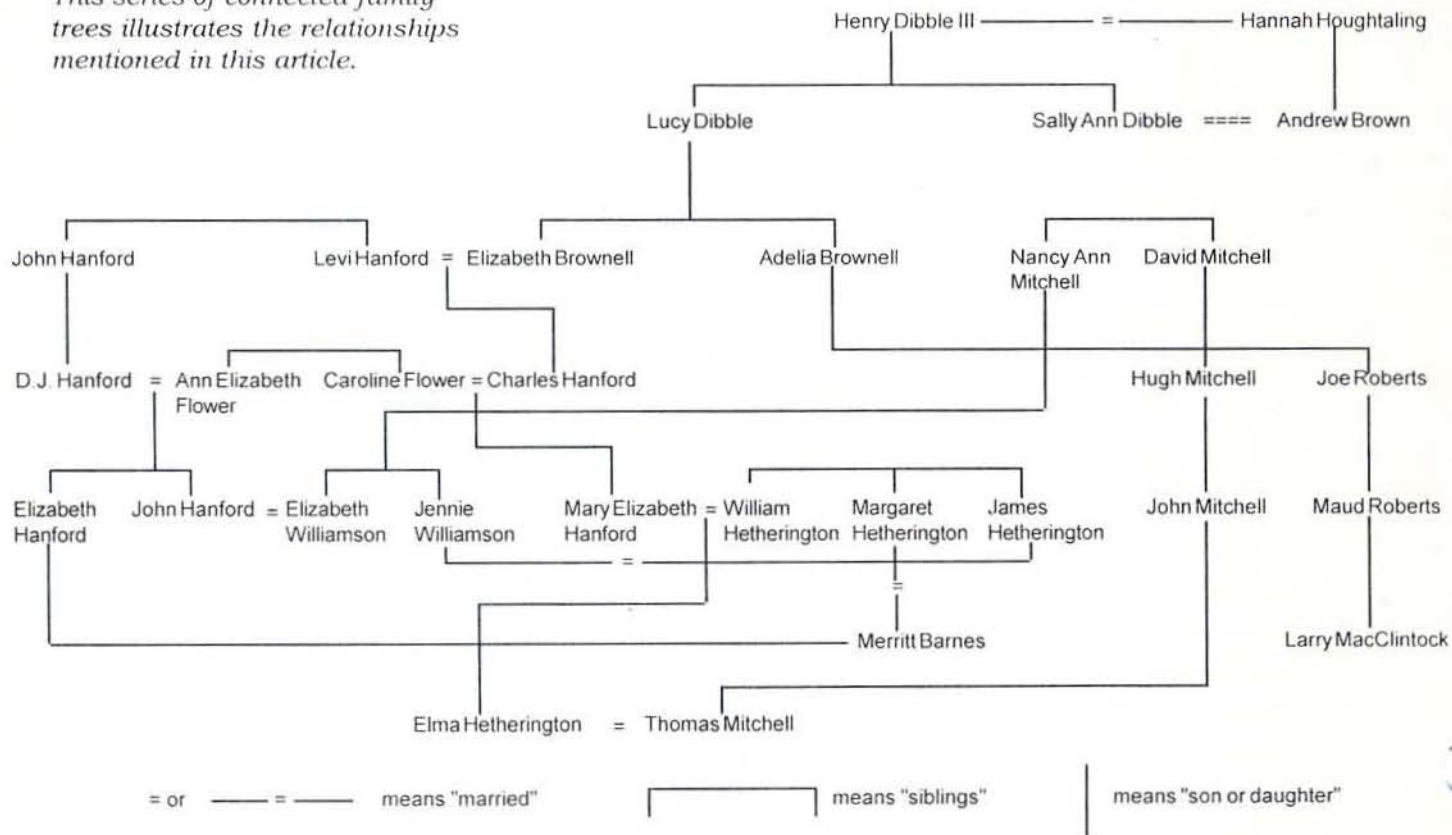 trees illustrates the relationships
mentioned in this article.
Henry Dibble III = Hannah Houghtaling
Lucy Dibble Sally Ann Dibble ==== Andrew Brown
John Hanford Levi Hanford = Elizabeth Brownell Adelia Brownell Nancy Ann David Mitchell
Mitchell
D.J. Hanford = Ann Elizabeth Caroline Flower = Charles Hanford Hugh Mitchell Joe Roberts
Flower
Elizabeth John Hanford = Elizabeth Jennie Mary Elizabeth = William Margaret James John Mitchell Maud Roberts
Hanford Williamson Williamson Hanford Hetherington Hetherington Hetherington
=
=
Merritt Barnes Larry MacClintock
Elma Hetherington = Thomas Mitchell
= or = means "married" means "siblings" means "son or daughter"